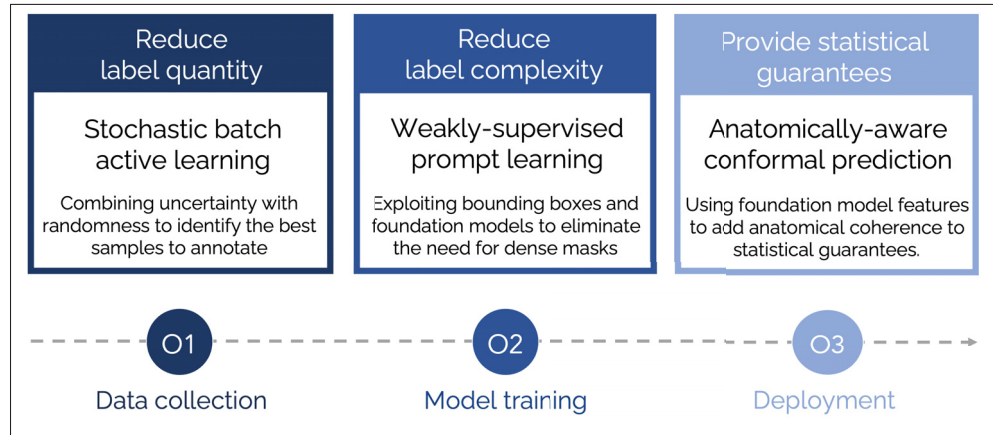 Reduce
label quantity
Stochastic batch
active learning
Combining uncertainty with
randomness to identify the best
samples to annotate
Reduce
label complexity
Weakly-supervised
prompt learning
Exploiting bounding boxes and
foundation models to eliminate
the need for dense masks
Provide statistical
guarantees
Anatomically-aware
conformal prediction
Using foundation model features
to add anatomical coherence to
statistical guarantees.
O1
O2
O3
Data collection
Model training
Deployment